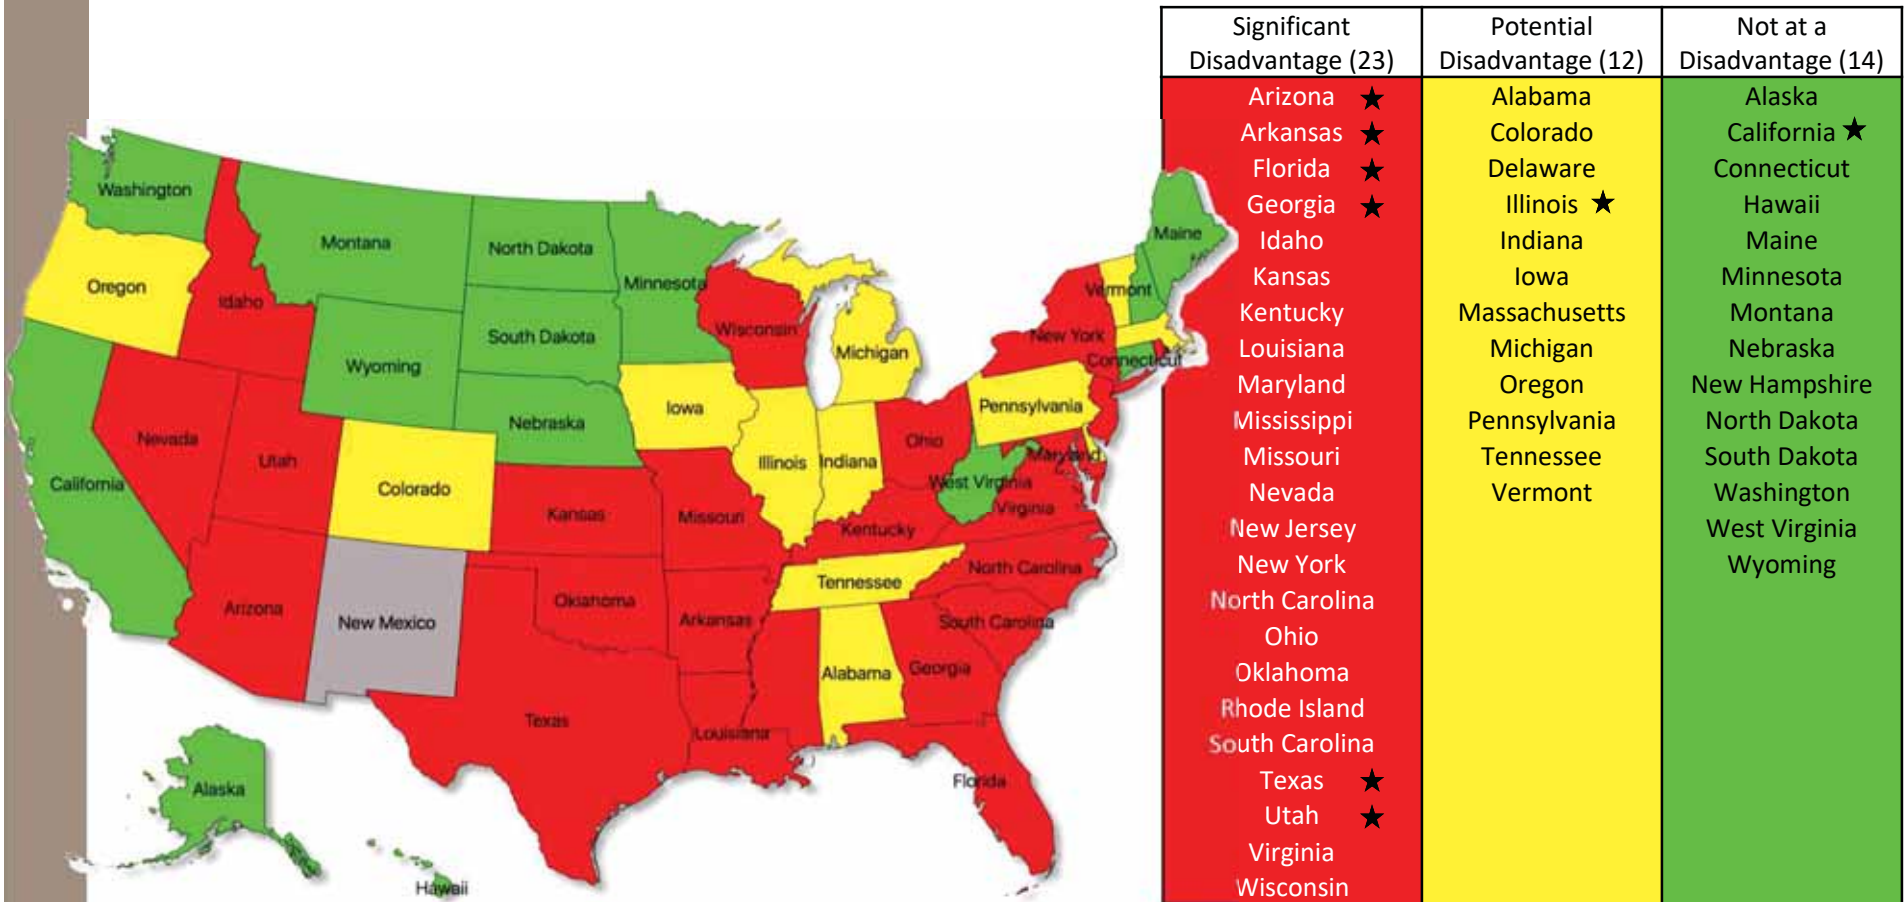 Significant
Disadvantage (23)
Potential
Disadvantage (12)
Not at a
Disadvantage (14)
Arizona ★
Arkansas ★
Florida ★
Georgia ★
Idaho
Kansas
Kentucky
Louisiana
Maryland
Mississippi
Missouri
Nevada
New Jersey
New York
North Carolina
Ohio
Oklahoma
Rhode Island
South Carolina
Texas ★
Utah ★
Virginia
Wisconsin
Alabama
Colorado
Delaware
Illinois ★
Indiana
Iowa
Massachusetts
Michigan
Oregon
Pennsylvania
Tennessee
Vermont
Alaska
California ★
Connecticut
Hawaii
Maine
Minnesota
Montana
Nebraska
New Hampshire
North Dakota
South Dakota
Washington
West Virginia
Wyoming
Washington
Montana
North Dakota
Minnesota
Maine
Oregon
Idaho
Vermont
South Dakota
Wisconsin
New York
Wyoming
Michigan
Connecticut
Iowa
Pennsylvania
Nebraska
Nevada
Ohio
Utah
Illinois
Indiana
Maryland
California
Colorado
West Virginia
Kansas
Missouri
Virginia
Kentucky
North Carolina
Tennessee
Arizona
Oklahoma
New Mexico
Arkansas
South Carolina
Alabama
Georgia
Texas
Louisiana
Florida
Alaska
Hawaii